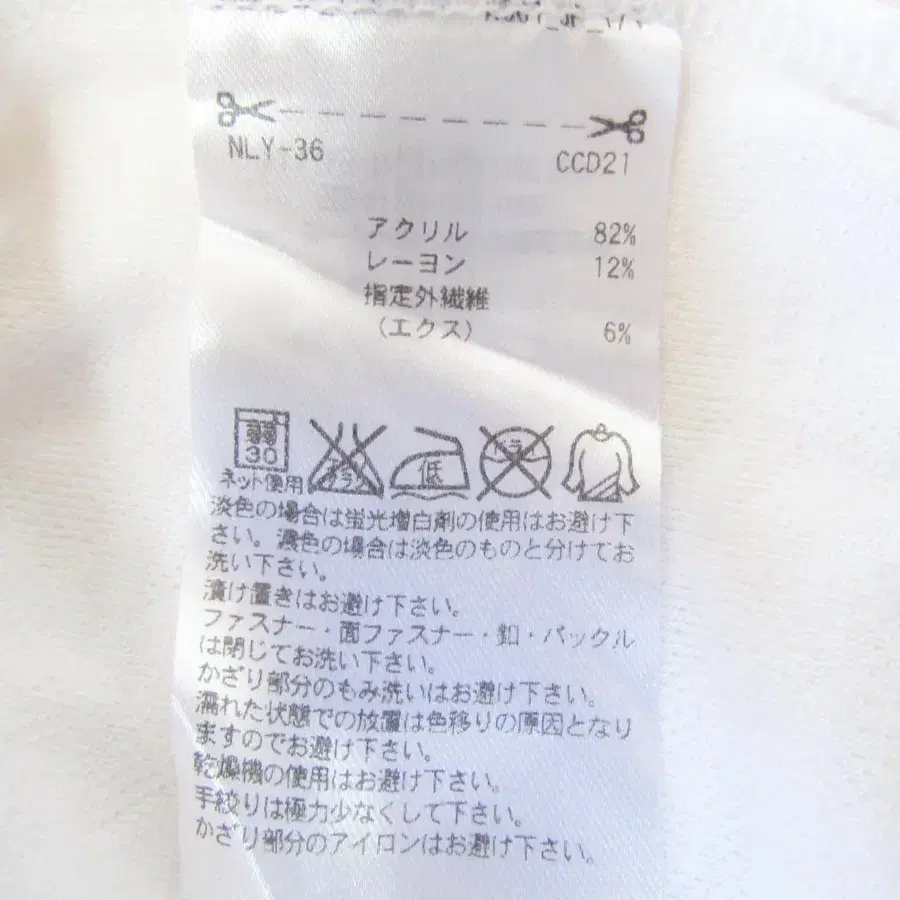 NLY-36 CCD21
アクリル 82%
レーヨン 12%
指定外繊維
(エクス) 6%
弱
30
ネット使用
エンソ
サラシ
低
ドライ
淡色の場合は蛍光増白剤の使用はお避け下
さい。濃色の場合は淡色のものと分けてお
洗い下さい。
漬け置きはお避け下さい。
ファスナー・面ファスナー・釦・バックル
は閉じてお洗い下さい。
かざり部分のもみ洗いはお避け下さい。
濡れた状態での放置は色移りの原因となり
ますのでお避け下さい。
乾燥機の使用はお避け下さい。
手絞りは極力少なくして下さい。
かざり部分のアイロンはお避け下さい。